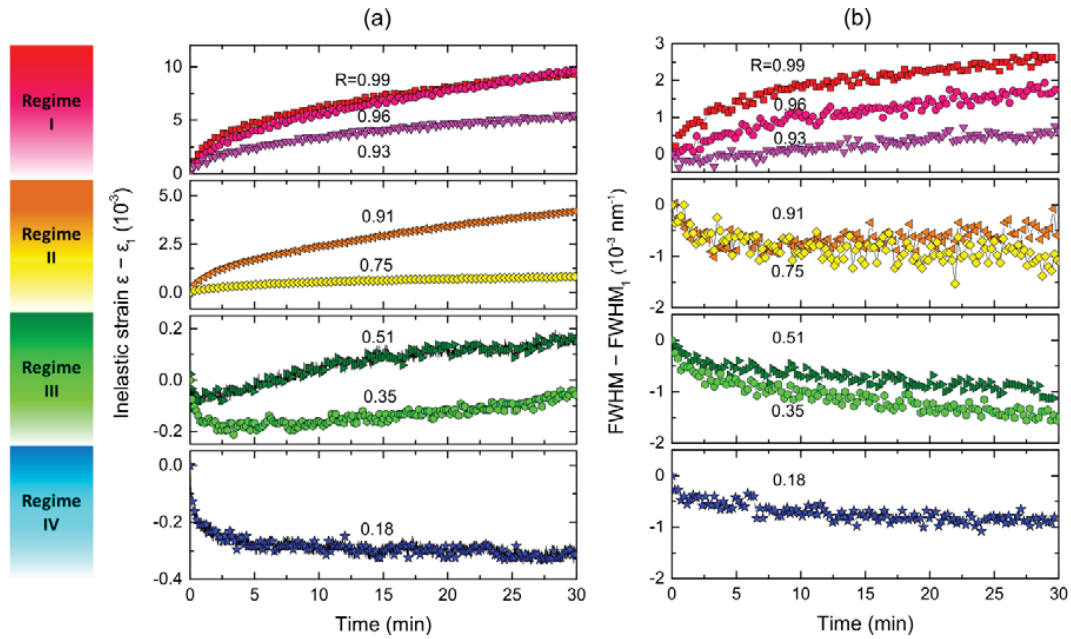 (a)
(b)
Regime
I
Regime
II
Regime
III
Regime
IV
Inelastic strain ε − ε₁ (10⁻³)
10
5
0
R=0.99
0.96
0.93
5.0
2.5
0.0
0.91
0.75
0.2
0.0
-0.2
0.51
0.35
0.0
-0.2
-0.4
0.18
0 5 10 15 20 25 30
Time (min)
FWHM − FWHM₁ (10⁻³ nm⁻¹)
3
2
1
0
R=0.99
0.96
0.93
0
-1
-2
0.91
0.75
0
-1
-2
0.51
0.35
0
-1
-2
0.18
0 5 10 15 20 25 30
Time (min)